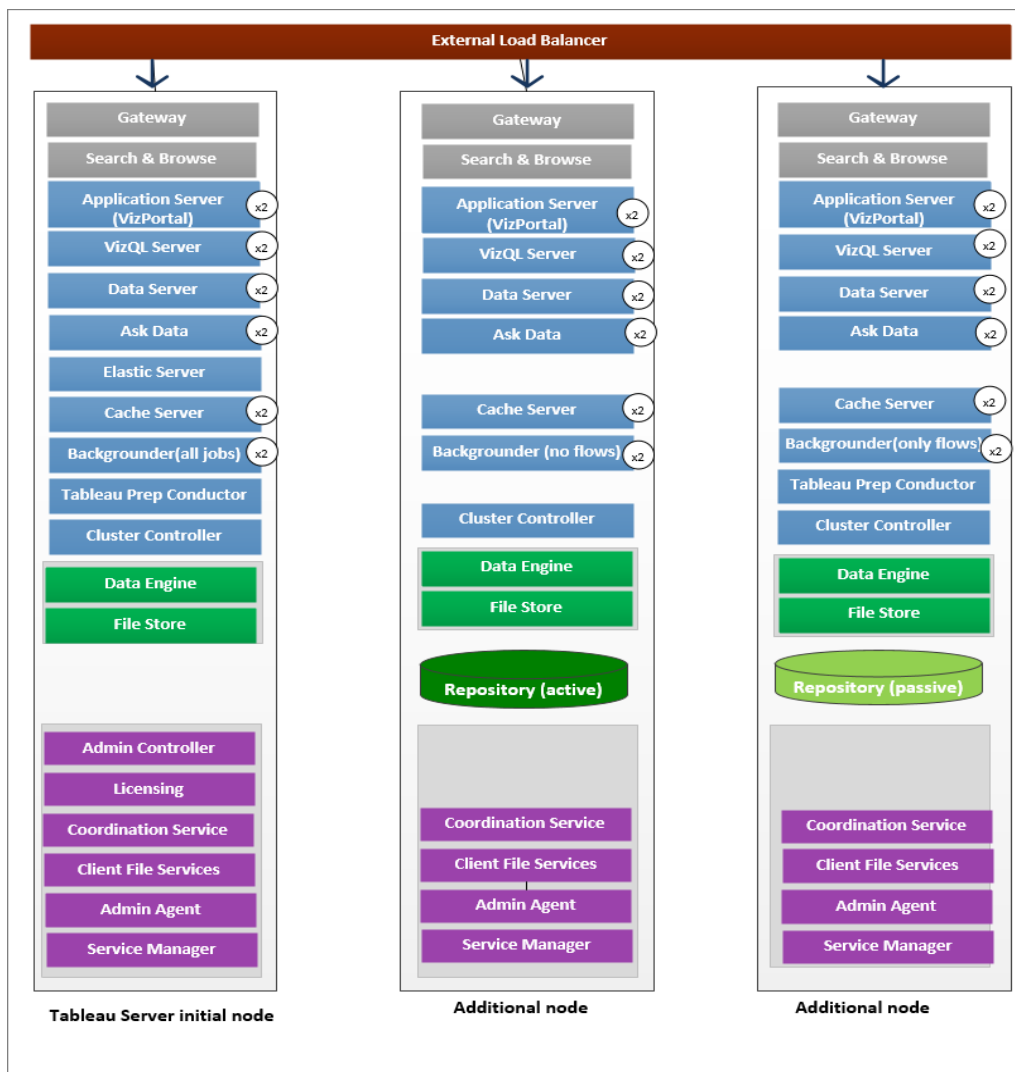 External Load Balancer
Gateway
Search & Browse
Application Server
(VizPortal)
x2
VizQL Server
x2
Data Server
x2
Ask Data
x2
Elastic Server
Cache Server
x2
Backgrounder(all jobs)
x2
Tableau Prep Conductor
Cluster Controller
Data Engine
File Store
Admin Controller
Licensing
Coordination Service
Client File Services
Admin Agent
Service Manager
Tableau Server initial node
Gateway
Search & Browse
Application Server
(VizPortal)
x2
VizQL Server
x2
Data Server
x2
Ask Data
x2
Cache Server
x2
Backgrounder (no flows)
x2
Cluster Controller
Data Engine
File Store
Repository (active)
Coordination Service
Client File Services
Admin Agent
Service Manager
Additional node
Gateway
Search & Browse
Application Server
(VizPortal)
x2
VizQL Server
x2
Data Server
x2
Ask Data
x2
Cache Server
x2
Backgrounder(only flows)
x2
Tableau Prep Conductor
Cluster Controller
Data Engine
File Store
Repository (passive)
Coordination Service
Client File Services
Admin Agent
Service Manager
Additional node